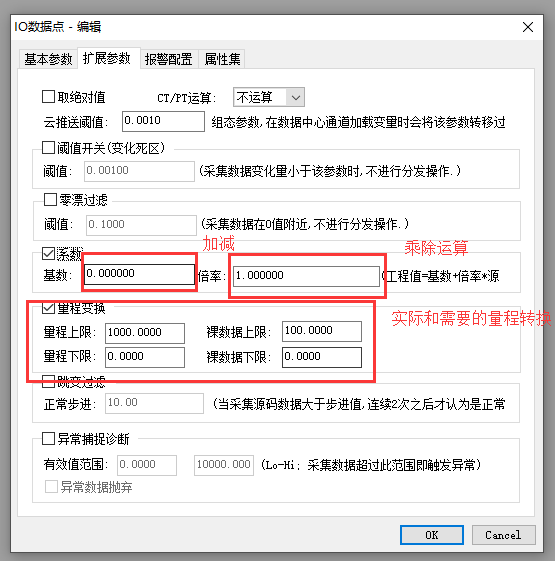 IO数据点 - 编辑
基本参数 扩展参数 报警配置 属性集
取绝对值 CT/PT运算: 不运算
云推送阈值: 0.0010 组态参数,在数据中心通道加载变量时会将该参数转移过
阈值开关(变化死区)
阈值: 0.00100 (采集数据变化量小于该参数时,不进行分发操作.)
零票过滤
阈值: 0.1000 (采集数据在0值附近,不进行分发操作.)
加减 乘除运算
系数
基数: 0.000000 倍率: 1.000000 (工程值=基数+倍率*源
量程变换
量程上限: 1000.0000 裸数据上限: 100.0000
实际和需要的量程转换
量程下限: 0.0000 裸数据下限: 0.0000
跳变过滤
正常步进: 10.00 (当采集源码数据大于步进值,连续2次之后才认为是正常
异常捕捉诊断
有效值范围: 0.0000 10000.000 (Lo-Hi; 采集数据超过此范围即触发异常)
异常数据抛弃
OK Cancel